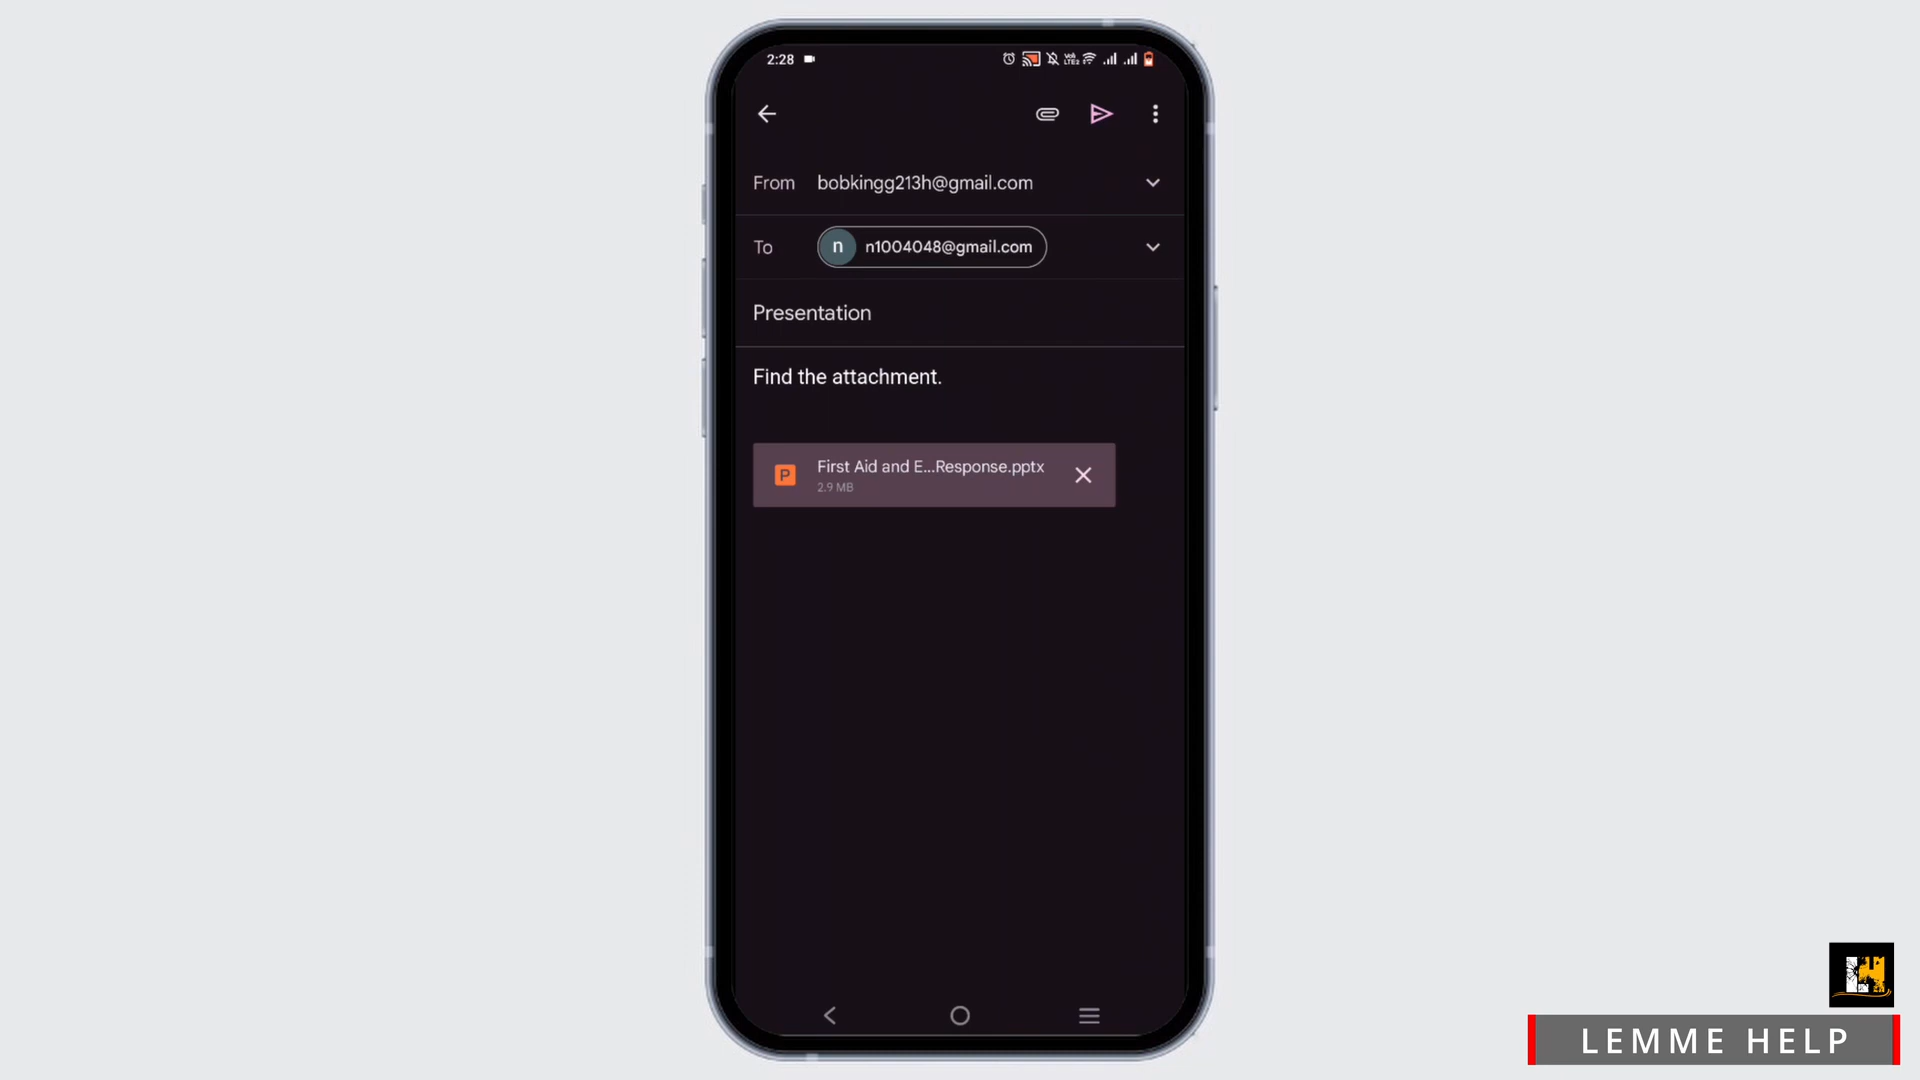 2:28
From bobkingg213h@gmail.com
To n n1004048@gmail.com
Presentation
Find the attachment.
P First Aid and E...Response.pptx
2.9 MB
LEMME HELP